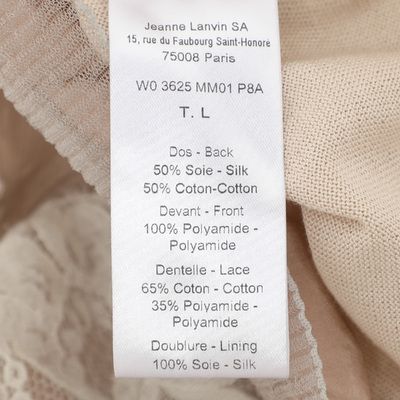 Jeanne Lanvin SA
15, rue du Faubourg Saint-Honoré
75008 Paris
W0 3625 MM01 P8A
T. L
Dos - Back
50% Soie - Silk
50% Coton-Cotton
Devant - Front
100% Polyamide -
Polyamide
Dentelle - Lace
65% Coton - Cotton
35% Polyamide -
Polyamide
Doublure - Lining
100% Soie - Silk